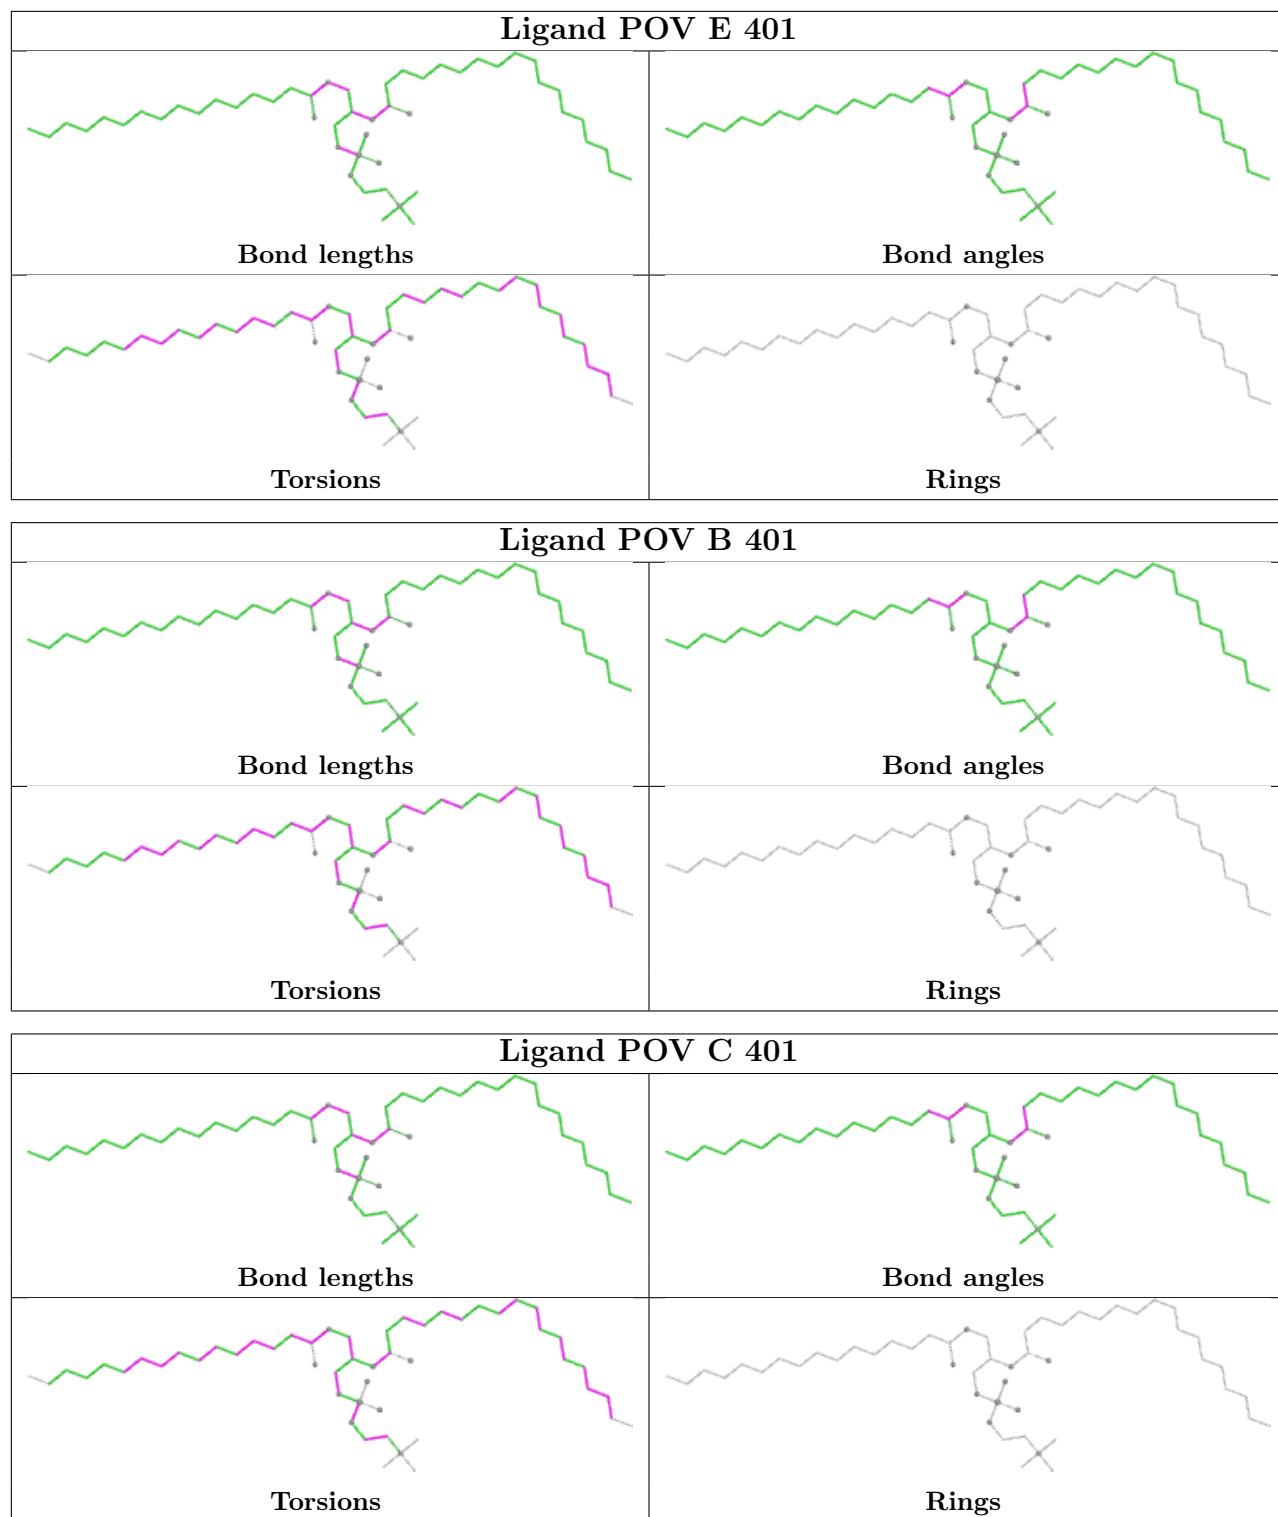 Ligand POV E 401
Bond lengths
Bond angles
Torsions
Rings
Ligand POV B 401
Bond lengths
Bond angles
Torsions
Rings
Ligand POV C 401
Bond lengths
Bond angles
Torsions
Rings